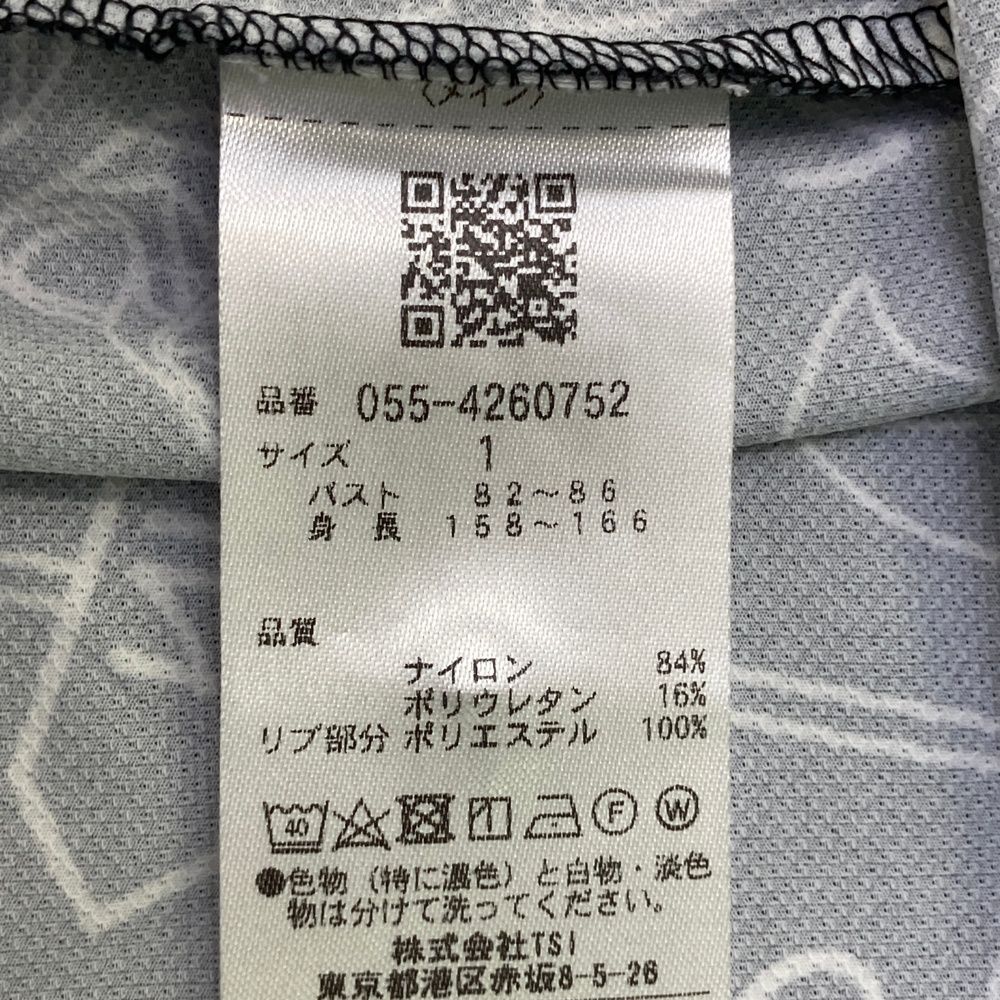 (メイン)
品番 055-4260752
サイズ 1
バスト 82〜86
身長 158〜166
品質
ナイロン 84%
ポリウレタン 16%
リブ部分 ポリエステル 100%
40
F W
●色物(特に濃色)と白物・淡色
物は分けて洗ってください。
株式会社TSI
東京都港区赤坂8-5-26